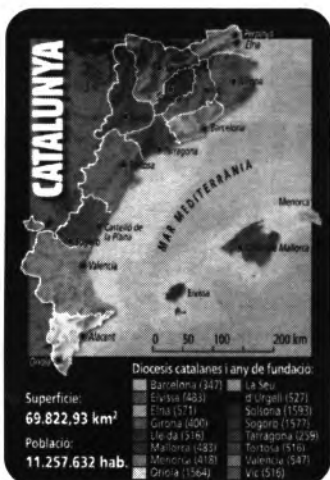 CATALUNYA
Perpinyà
Elna
Girona
Barcelona
Tarragona
Tortosa
MAR MEDITERRÀNIA
Menorca
Mallorca
Castelló de
la Plana
València
Eivissa
Alacant
0 50 100 200 km
Diòcesis catalanes i any de fundació:
Barcelona (347)
Eivissa (483)
Elna (571)
Girona (400)
Lleida (516)
Mallorca (483)
Menorca (418)
Oriola (1564)
La Seu
d'Urgell (527)
Solsona (1593)
Sogorb (1577)
Tarragona (259)
Tortosa (516)
València (547)
Vic (516)
Superfície:
69.822,93 km²
Població:
11.257.632 hab.